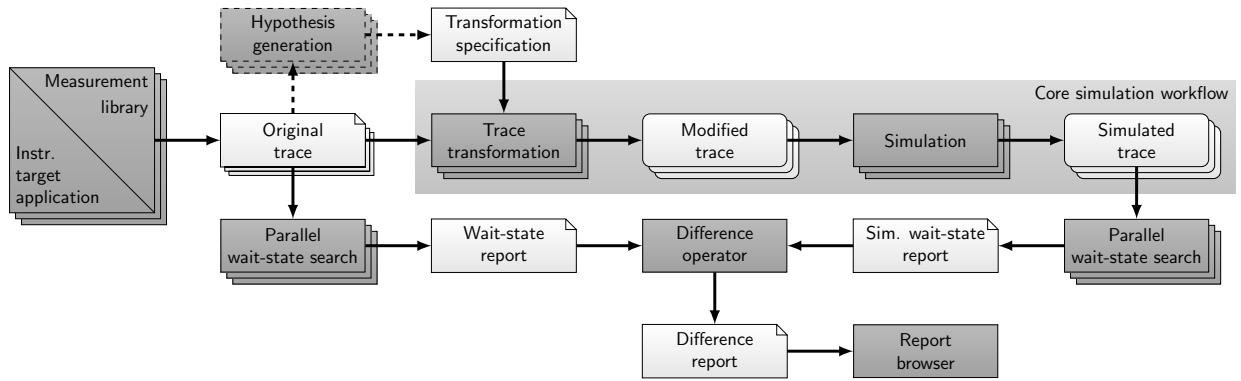 Hypothesis
generation
Transformation
specification
Measurement
library
Instr.
target
application
Core simulation workflow
Original
trace
Trace
transformation
Modified
trace
Simulation
Simulated
trace
Parallel
wait-state search
Wait-state
report
Difference
operator
Sim. wait-state
report
Parallel
wait-state search
Difference
report
Report
browser